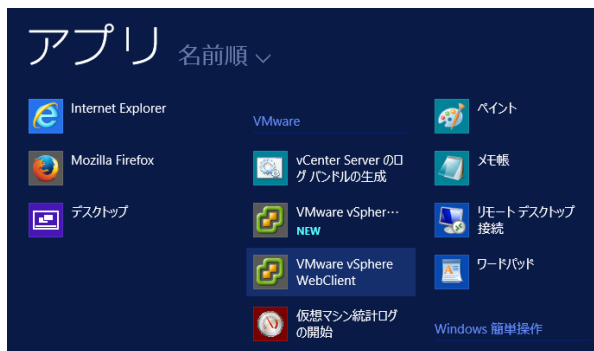 アプリ 名前順
Internet Explorer
Mozilla Firefox
デスクトップ
VMware
vCenter Server のロ
グ バンドルの生成
VMware vSpher…
NEW
VMware vSphere
WebClient
仮想マシン統計ログ
の開始
ペイント
メモ帳
リモート デスクトップ
接続
ワードパッド
Windows 簡単操作